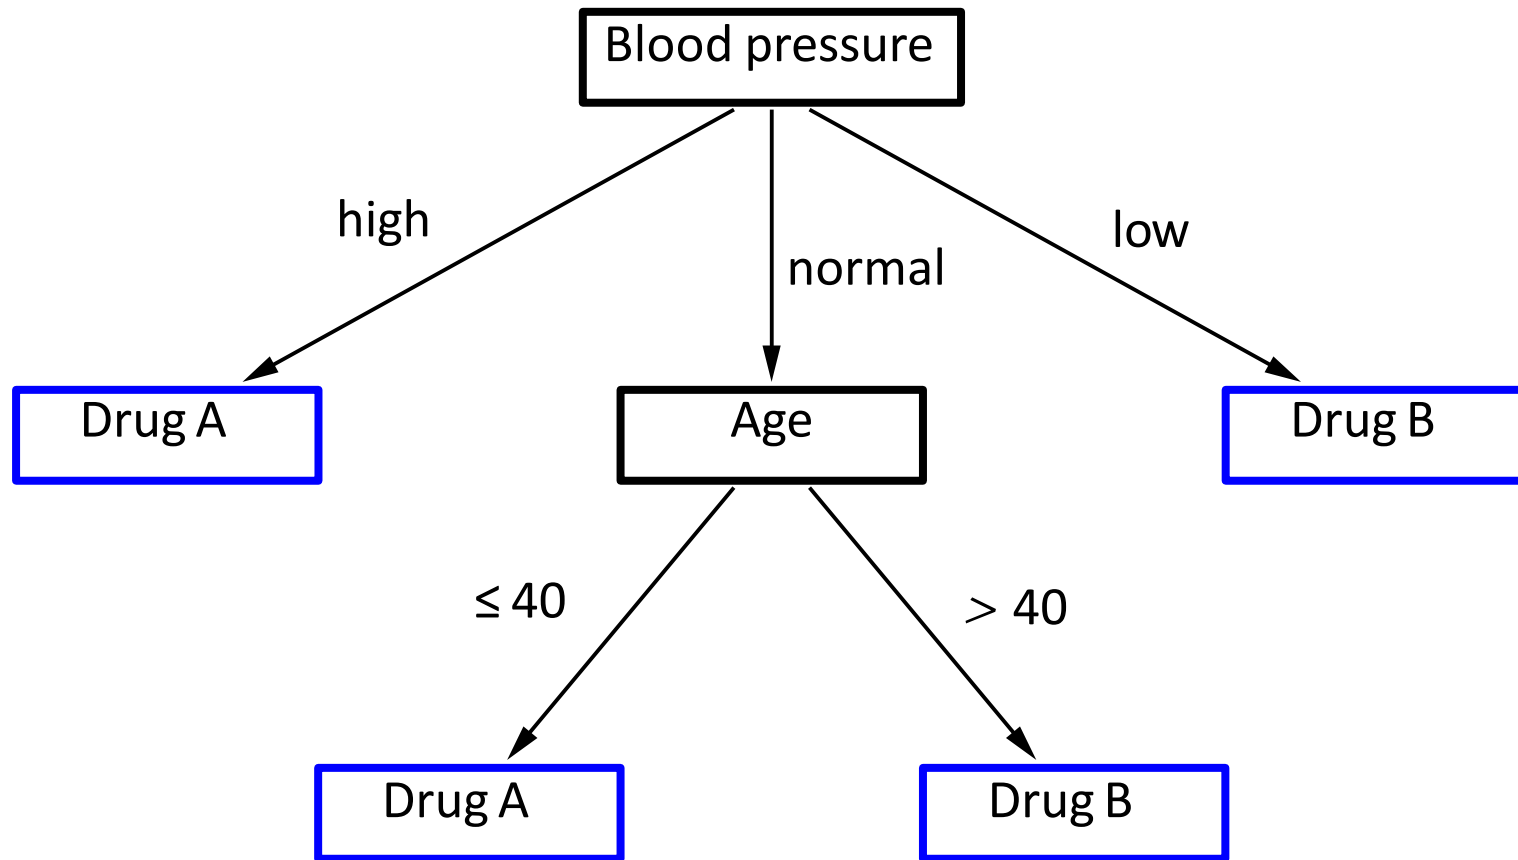 Blood pressure
high
normal
low
Drug A
Age
Drug B
≤ 40
> 40
Drug A
Drug B